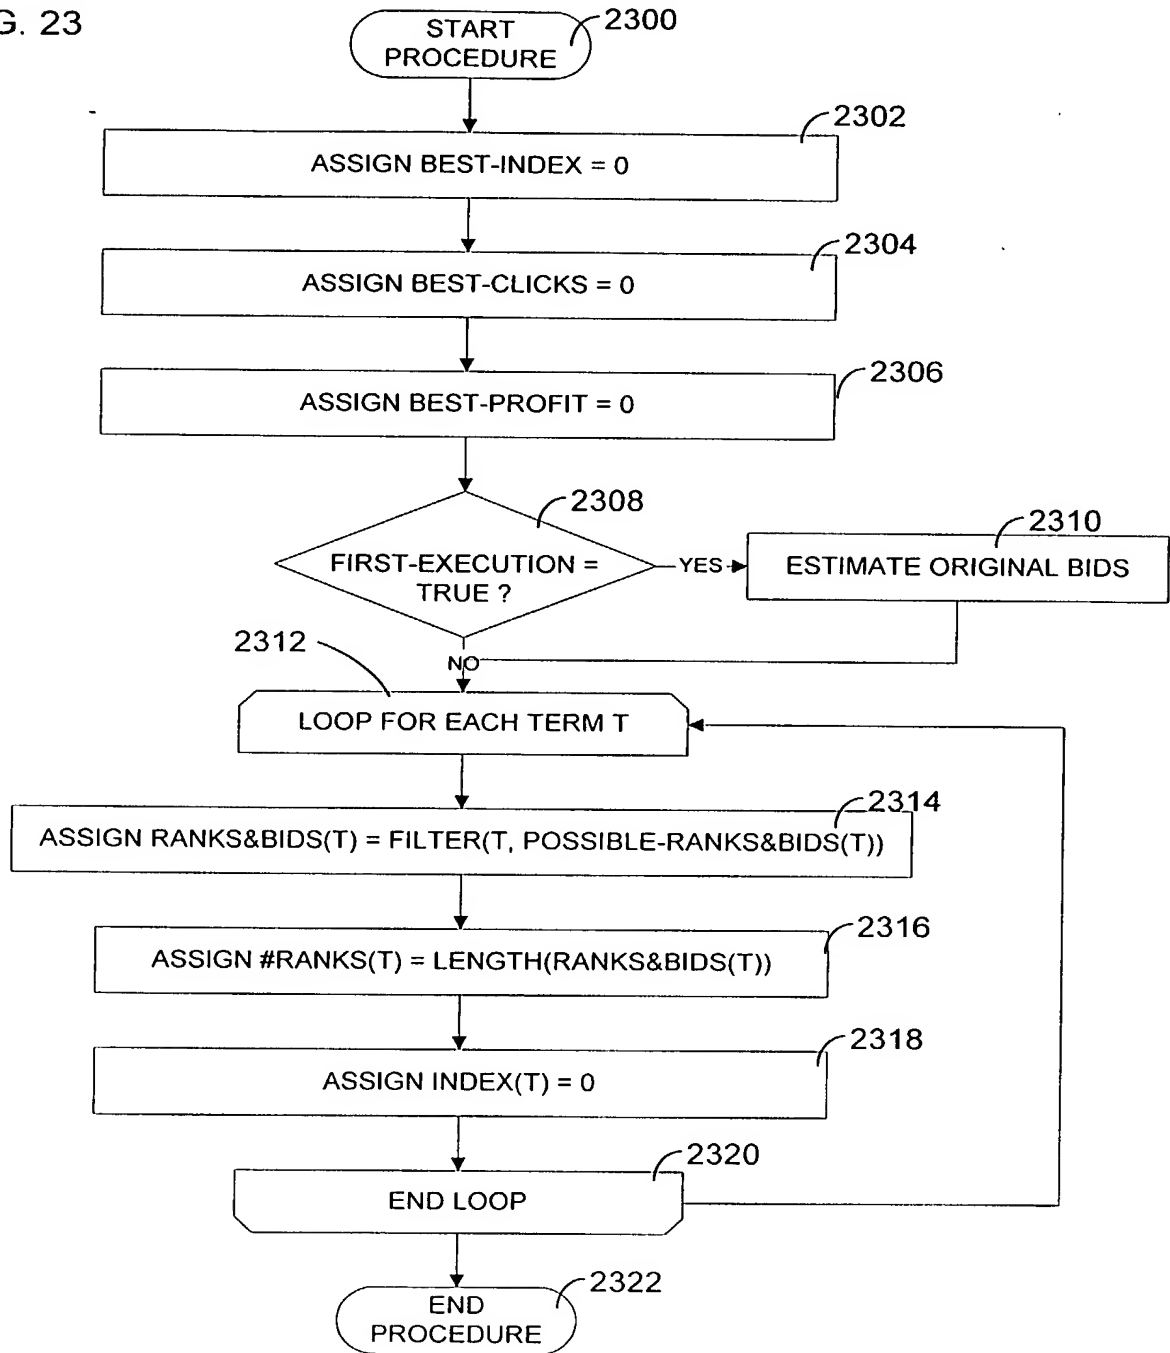 G. 23
START
PROCEDURE
2300
2302
ASSIGN BEST-INDEX = 0
2304
ASSIGN BEST-CLICKS = 0
2306
ASSIGN BEST-PROFIT = 0
2308
FIRST-EXECUTION =
TRUE ?
YES
2310
ESTIMATE ORIGINAL BIDS
NO
2312
LOOP FOR EACH TERM T
2314
ASSIGN RANKS&BIDS(T) = FILTER(T, POSSIBLE-RANKS&BIDS(T))
2316
ASSIGN #RANKS(T) = LENGTH(RANKS&BIDS(T))
2318
ASSIGN INDEX(T) = 0
2320
END LOOP
2322
END
PROCEDURE